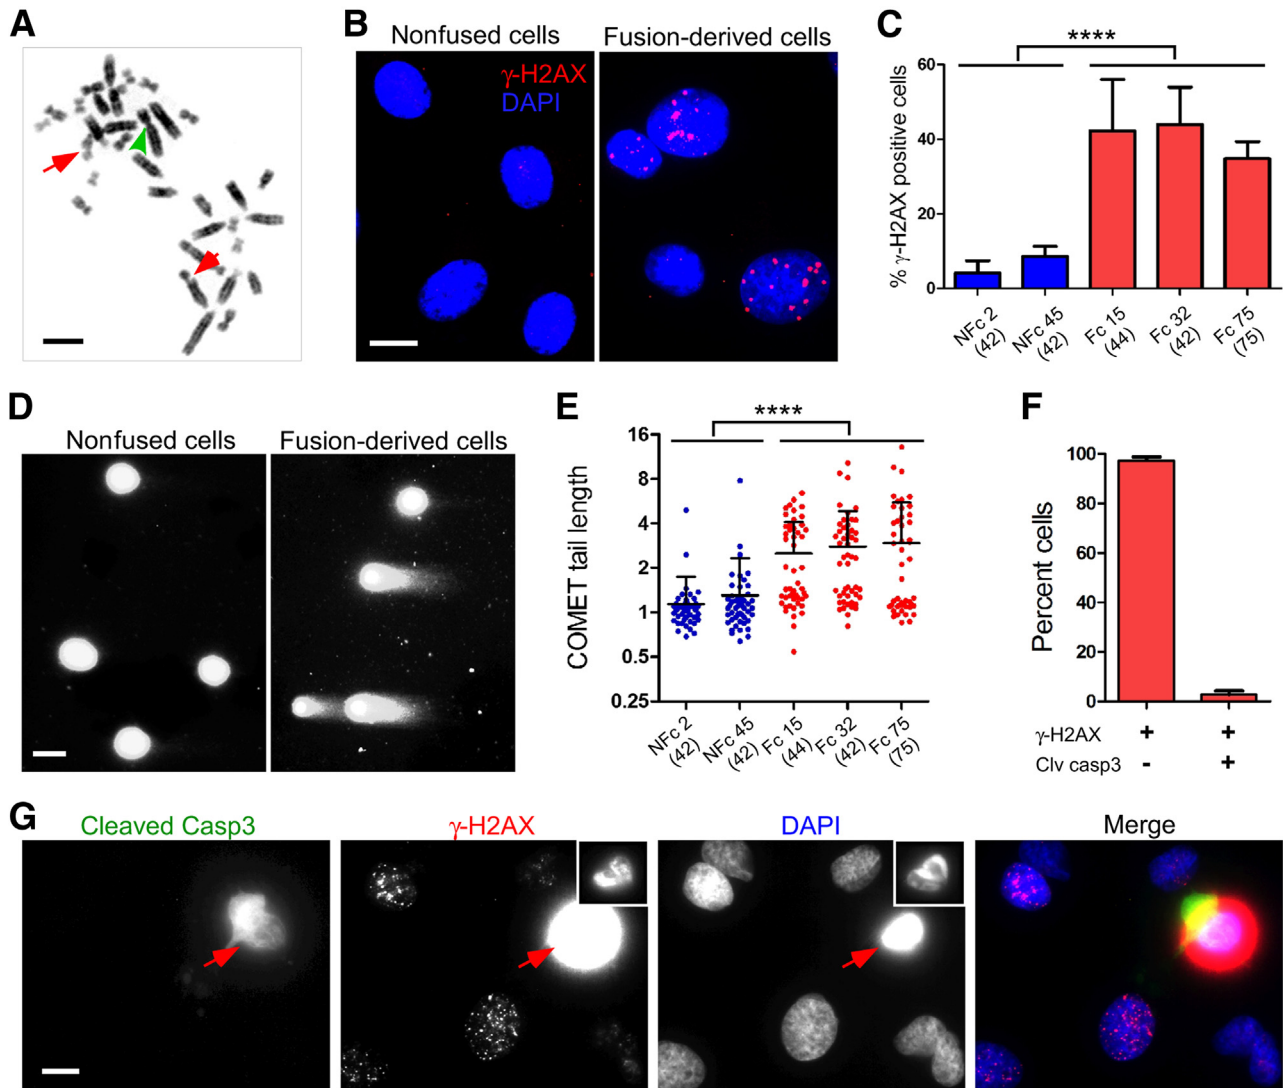 A
B
Nonfused cells
Fusion-derived cells
γ-H2AX
DAPI
C
****
% γ-H2AX positive cells
60
40
20
0
NFc 2
(42)
NFc 45
(42)
Fc 15
(44)
Fc 32
(42)
Fc 75
(75)
D
Nonfused cells
Fusion-derived cells
E
****
COMET tail length
16
8
4
2
1
0.5
0.25
NFc 2
(42)
NFc 45
(42)
Fc 15
(44)
Fc 32
(42)
Fc 75
(75)
F
Percent cells
100
80
60
40
20
0
γ-H2AX + +
Clv casp3 - +
G
Cleaved Casp3
γ-H2AX
DAPI
Merge